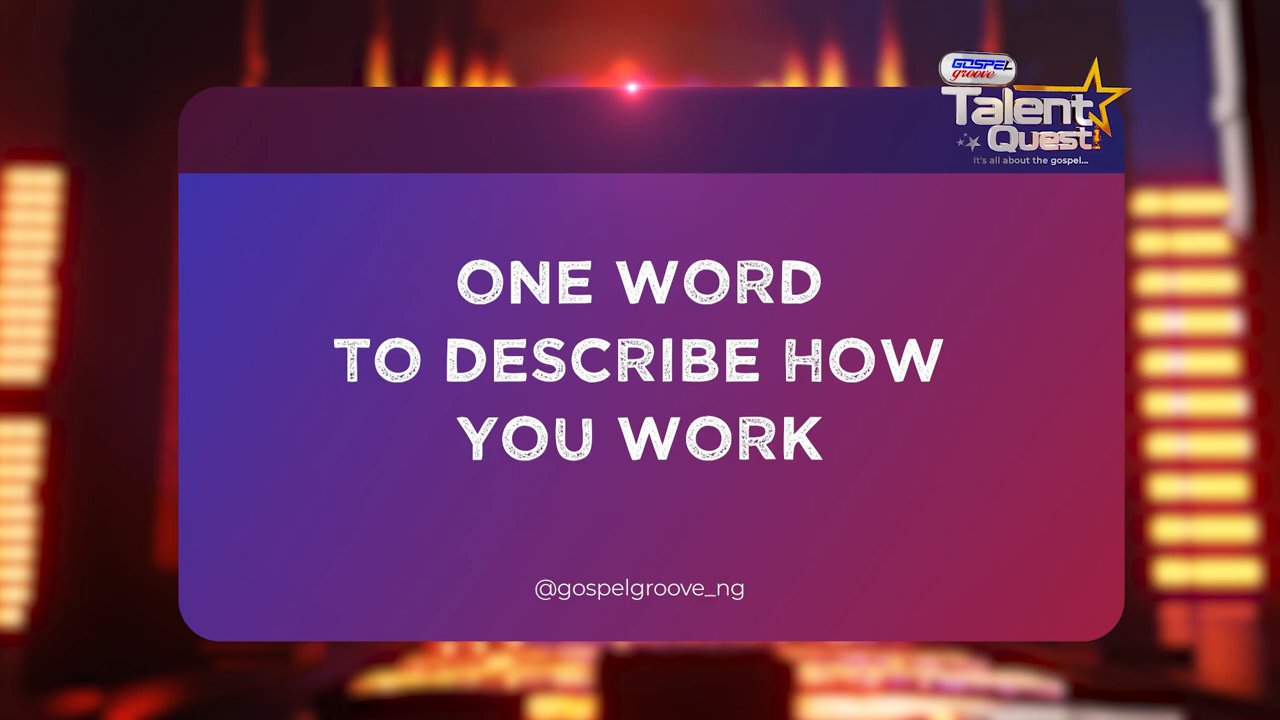 GOSPEL
groove
Talent
Quest!
It's all about the gospel...
ONE WORD
TO DESCRIBE HOW
YOU WORK
@gospelgroove_ng